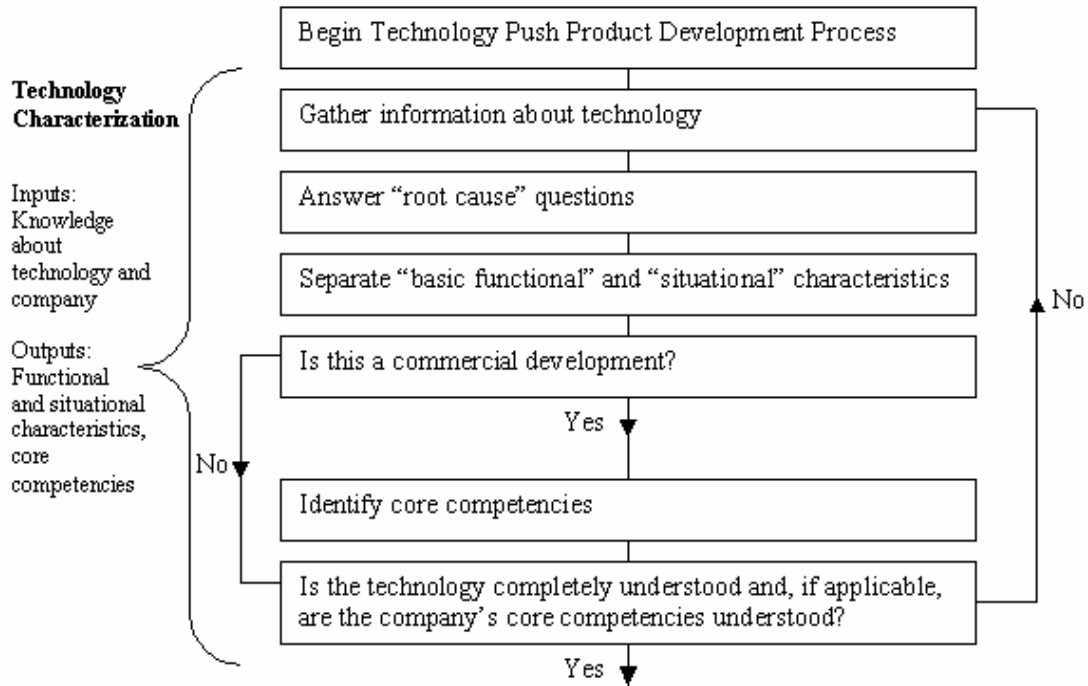 Begin Technology Push Product Development Process
Technology
Characterization
Gather information about technology
Inputs:
Knowledge
about
technology and
company
Answer “root cause” questions
Separate “basic functional” and “situational” characteristics
No
Outputs:
Functional
and situational
characteristics,
core
competencies
Is this a commercial development?
Yes
No
Identify core competencies
Is the technology completely understood and, if applicable,
are the company’s core competencies understood?
Yes